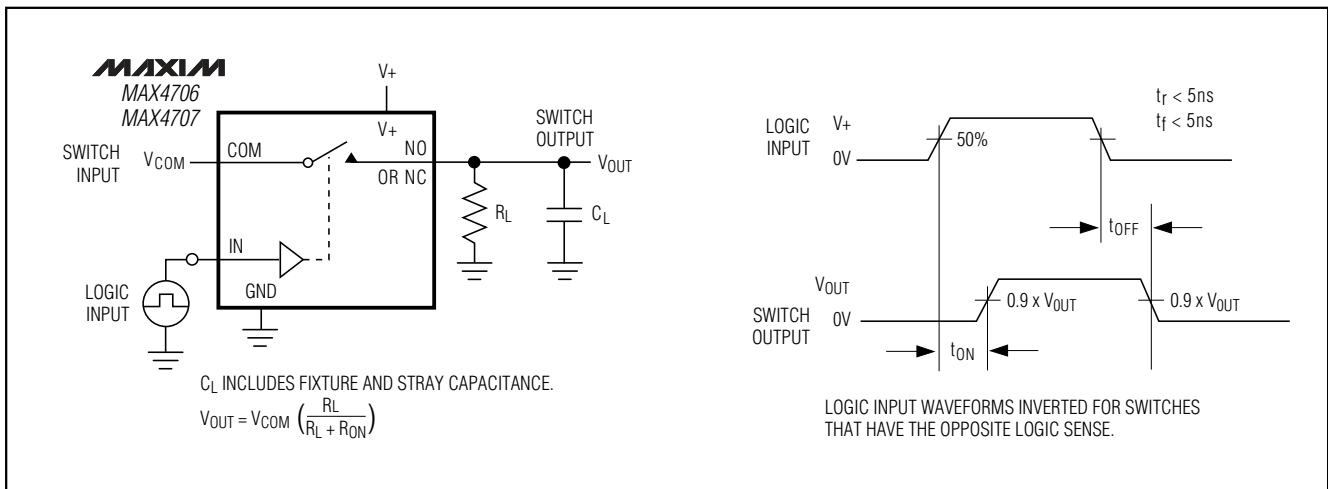 MAXIM
MAX4706
MAX4707
V+
V+
SWITCH
INPUT
VCOM
COM
NO
OR NC
SWITCH
OUTPUT
VOUT
RL
CL
IN
LOGIC
INPUT
GND
CL INCLUDES FIXTURE AND STRAY CAPACITANCE.
VOUT = VCOM (RL / RL + RON)
tr < 5ns
tf < 5ns
LOGIC
INPUT
V+
0V
50%
tOFF
VOUT
SWITCH
OUTPUT
0V
0.9 x VOUT
0.9 x VOUT
tON
LOGIC INPUT WAVEFORMS INVERTED FOR SWITCHES
THAT HAVE THE OPPOSITE LOGIC SENSE.